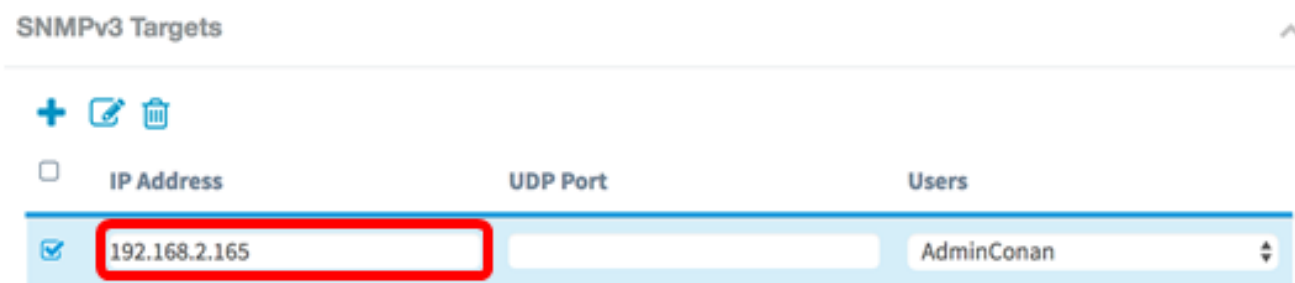 SNMPv3 Targets
IP Address UDP Port Users
192.168.2.165 AdminConan